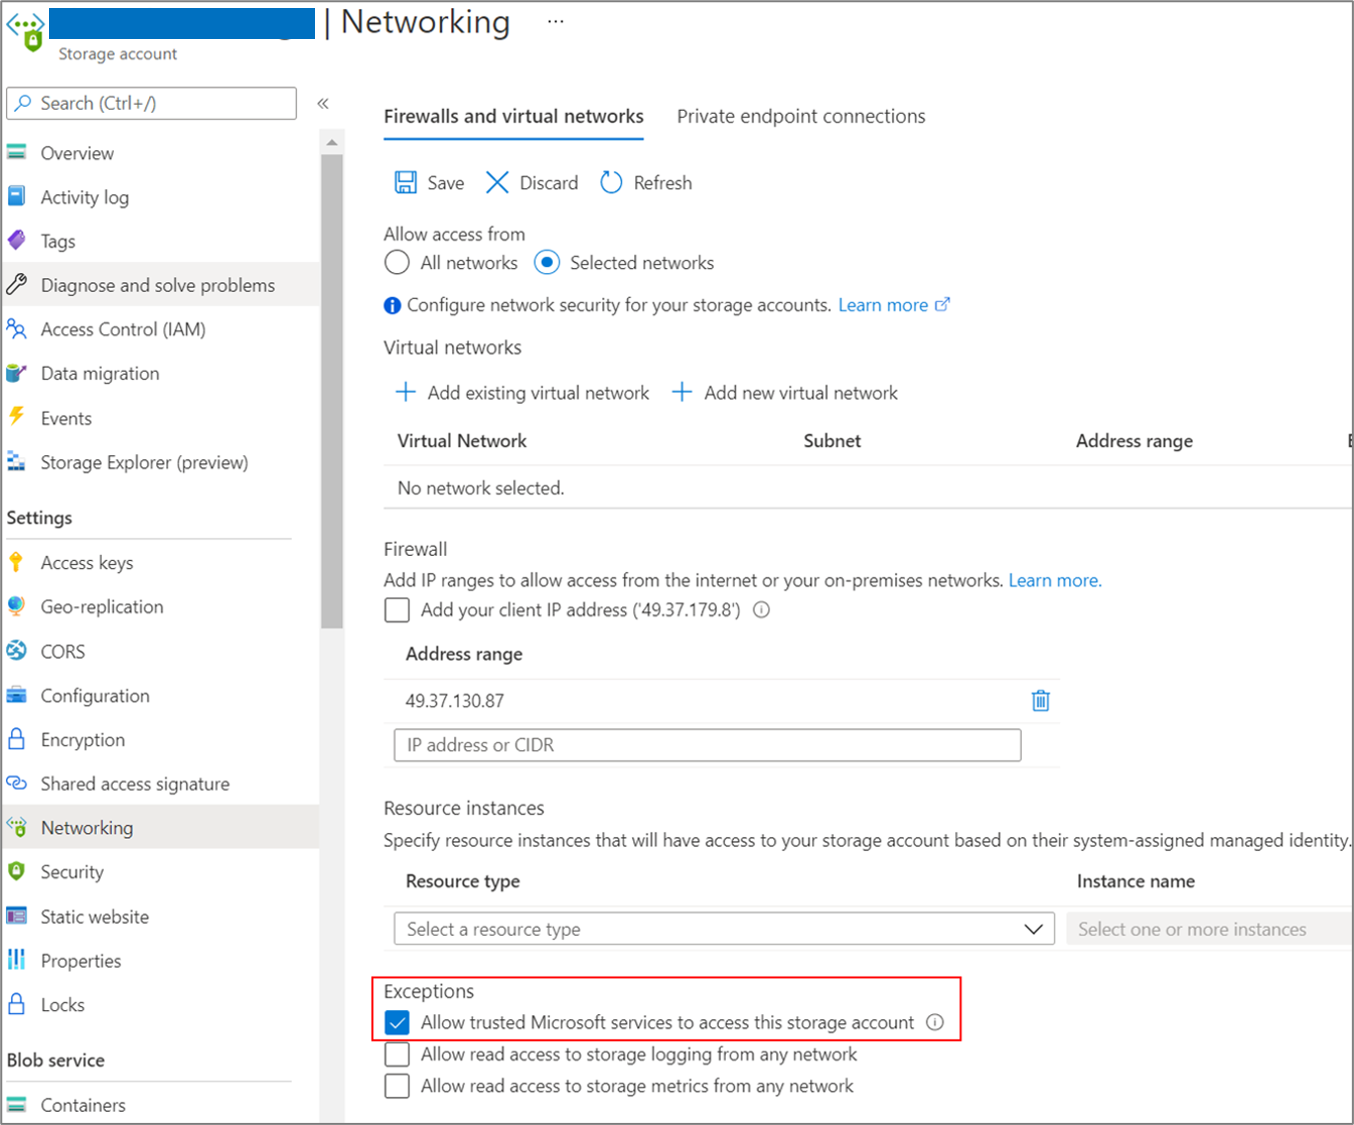 | Networking ...
Storage account
Search (Ctrl+/)
«
Overview
Activity log
Tags
Diagnose and solve problems
Access Control (IAM)
Data migration
Events
Storage Explorer (preview)
Settings
Access keys
Geo-replication
CORS
Configuration
Encryption
Shared access signature
Networking
Security
Static website
Properties
Locks
Blob service
Containers
Firewalls and virtual networks Private endpoint connections
Save Discard Refresh
Allow access from
All networks Selected networks
Configure network security for your storage accounts. Learn more
Virtual networks
Add existing virtual network Add new virtual network
Virtual Network Subnet Address range
No network selected.
Firewall
Add IP ranges to allow access from the internet or your on-premises networks. Learn more.
Add your client IP address ('49.37.179.8')
Address range
49.37.130.87
IP address or CIDR
Resource instances
Specify resource instances that will have access to your storage account based on their system-assigned managed identity.
Resource type Instance name
Select a resource type Select one or more instances
Exceptions
Allow trusted Microsoft services to access this storage account
Allow read access to storage logging from any network
Allow read access to storage metrics from any network